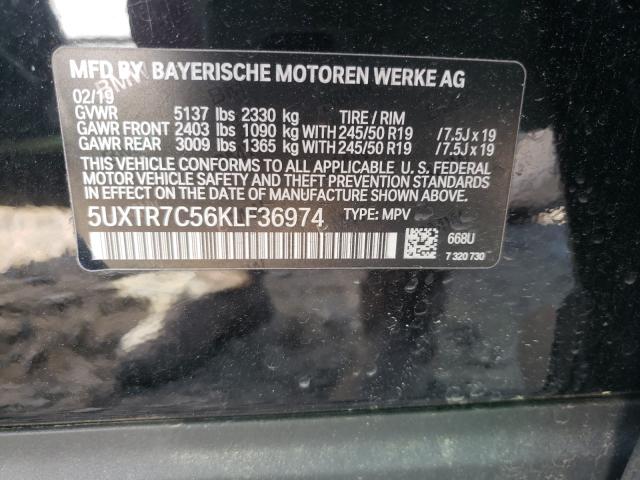 MFD BY BAYERISCHE MOTOREN WERKE AG
02/19
GVWR 5137 lbs 2330 kg TIRE / RIM
GAWR FRONT 2403 lbs 1090 kg WITH 245/50 R19 /7.5J x 19
GAWR REAR 3009 lbs 1365 kg WITH 245/50 R19 /7.5J x 19
THIS VEHICLE CONFORMS TO ALL APPLICABLE U. S. FEDERAL
MOTOR VEHICLE SAFETY AND THEFT PREVENTION STANDARDS
IN EFFECT ON THE DATE OF MANUFACTURE SHOWN ABOVE.
5UXTR7C56KLF36974 TYPE: MPV
668U
7 320 730